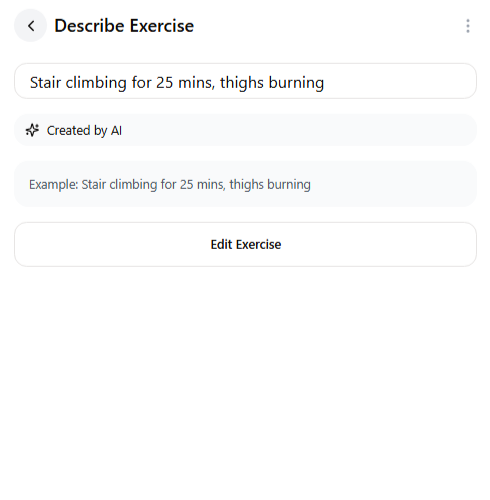 Describe Exercise
Stair climbing for 25 mins, thighs burning
Created by AI
Example: Stair climbing for 25 mins, thighs burning
Edit Exercise